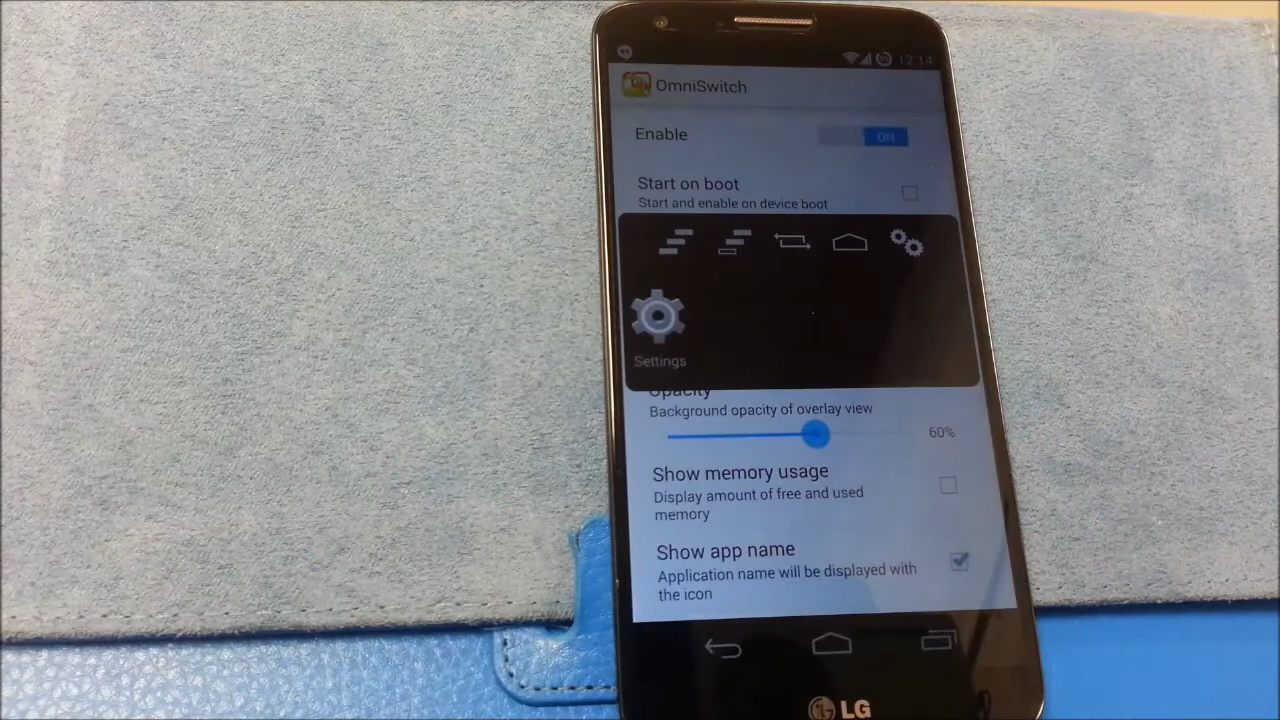 12:14
OmniSwitch
Enable
ON
Start on boot
Start and enable on device boot
Settings
Opacity
Background opacity of overlay view
60%
Show memory usage
Display amount of free and used
memory
Show app name
Application name will be displayed with
the icon
LG